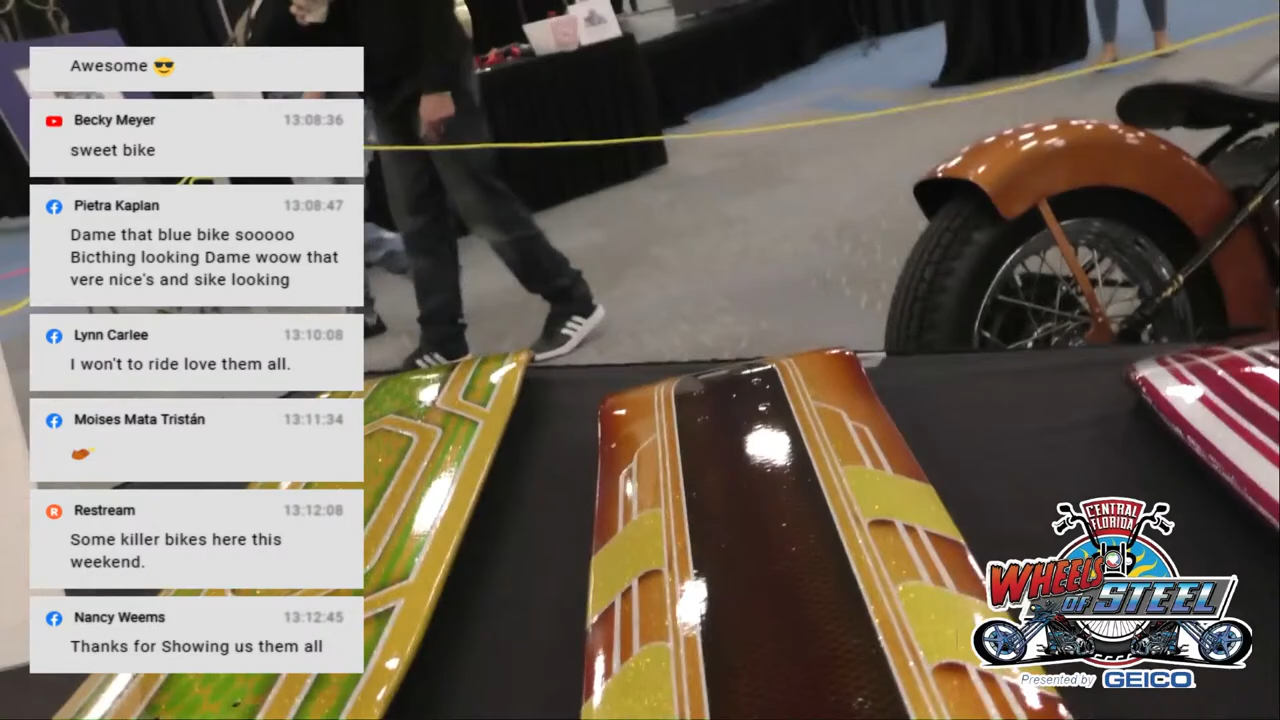 Awesome 😎
Becky Meyer 13:08:36
sweet bike
Pietra Kaplan 13:08:47
Dame that blue bike sooooo
Bicthing looking Dame woow that
vere nice's and sike looking
Lynn Carlee 13:10:08
I won't to ride love them all.
Moises Mata Tristán 13:11:34
Restream 13:12:08
Some killer bikes here this
weekend.
Nancy Weems 13:12:45
Thanks for Showing us them all
CENTRAL
FLORIDA
WHEELS
OF STEEL
Presented by GEICO